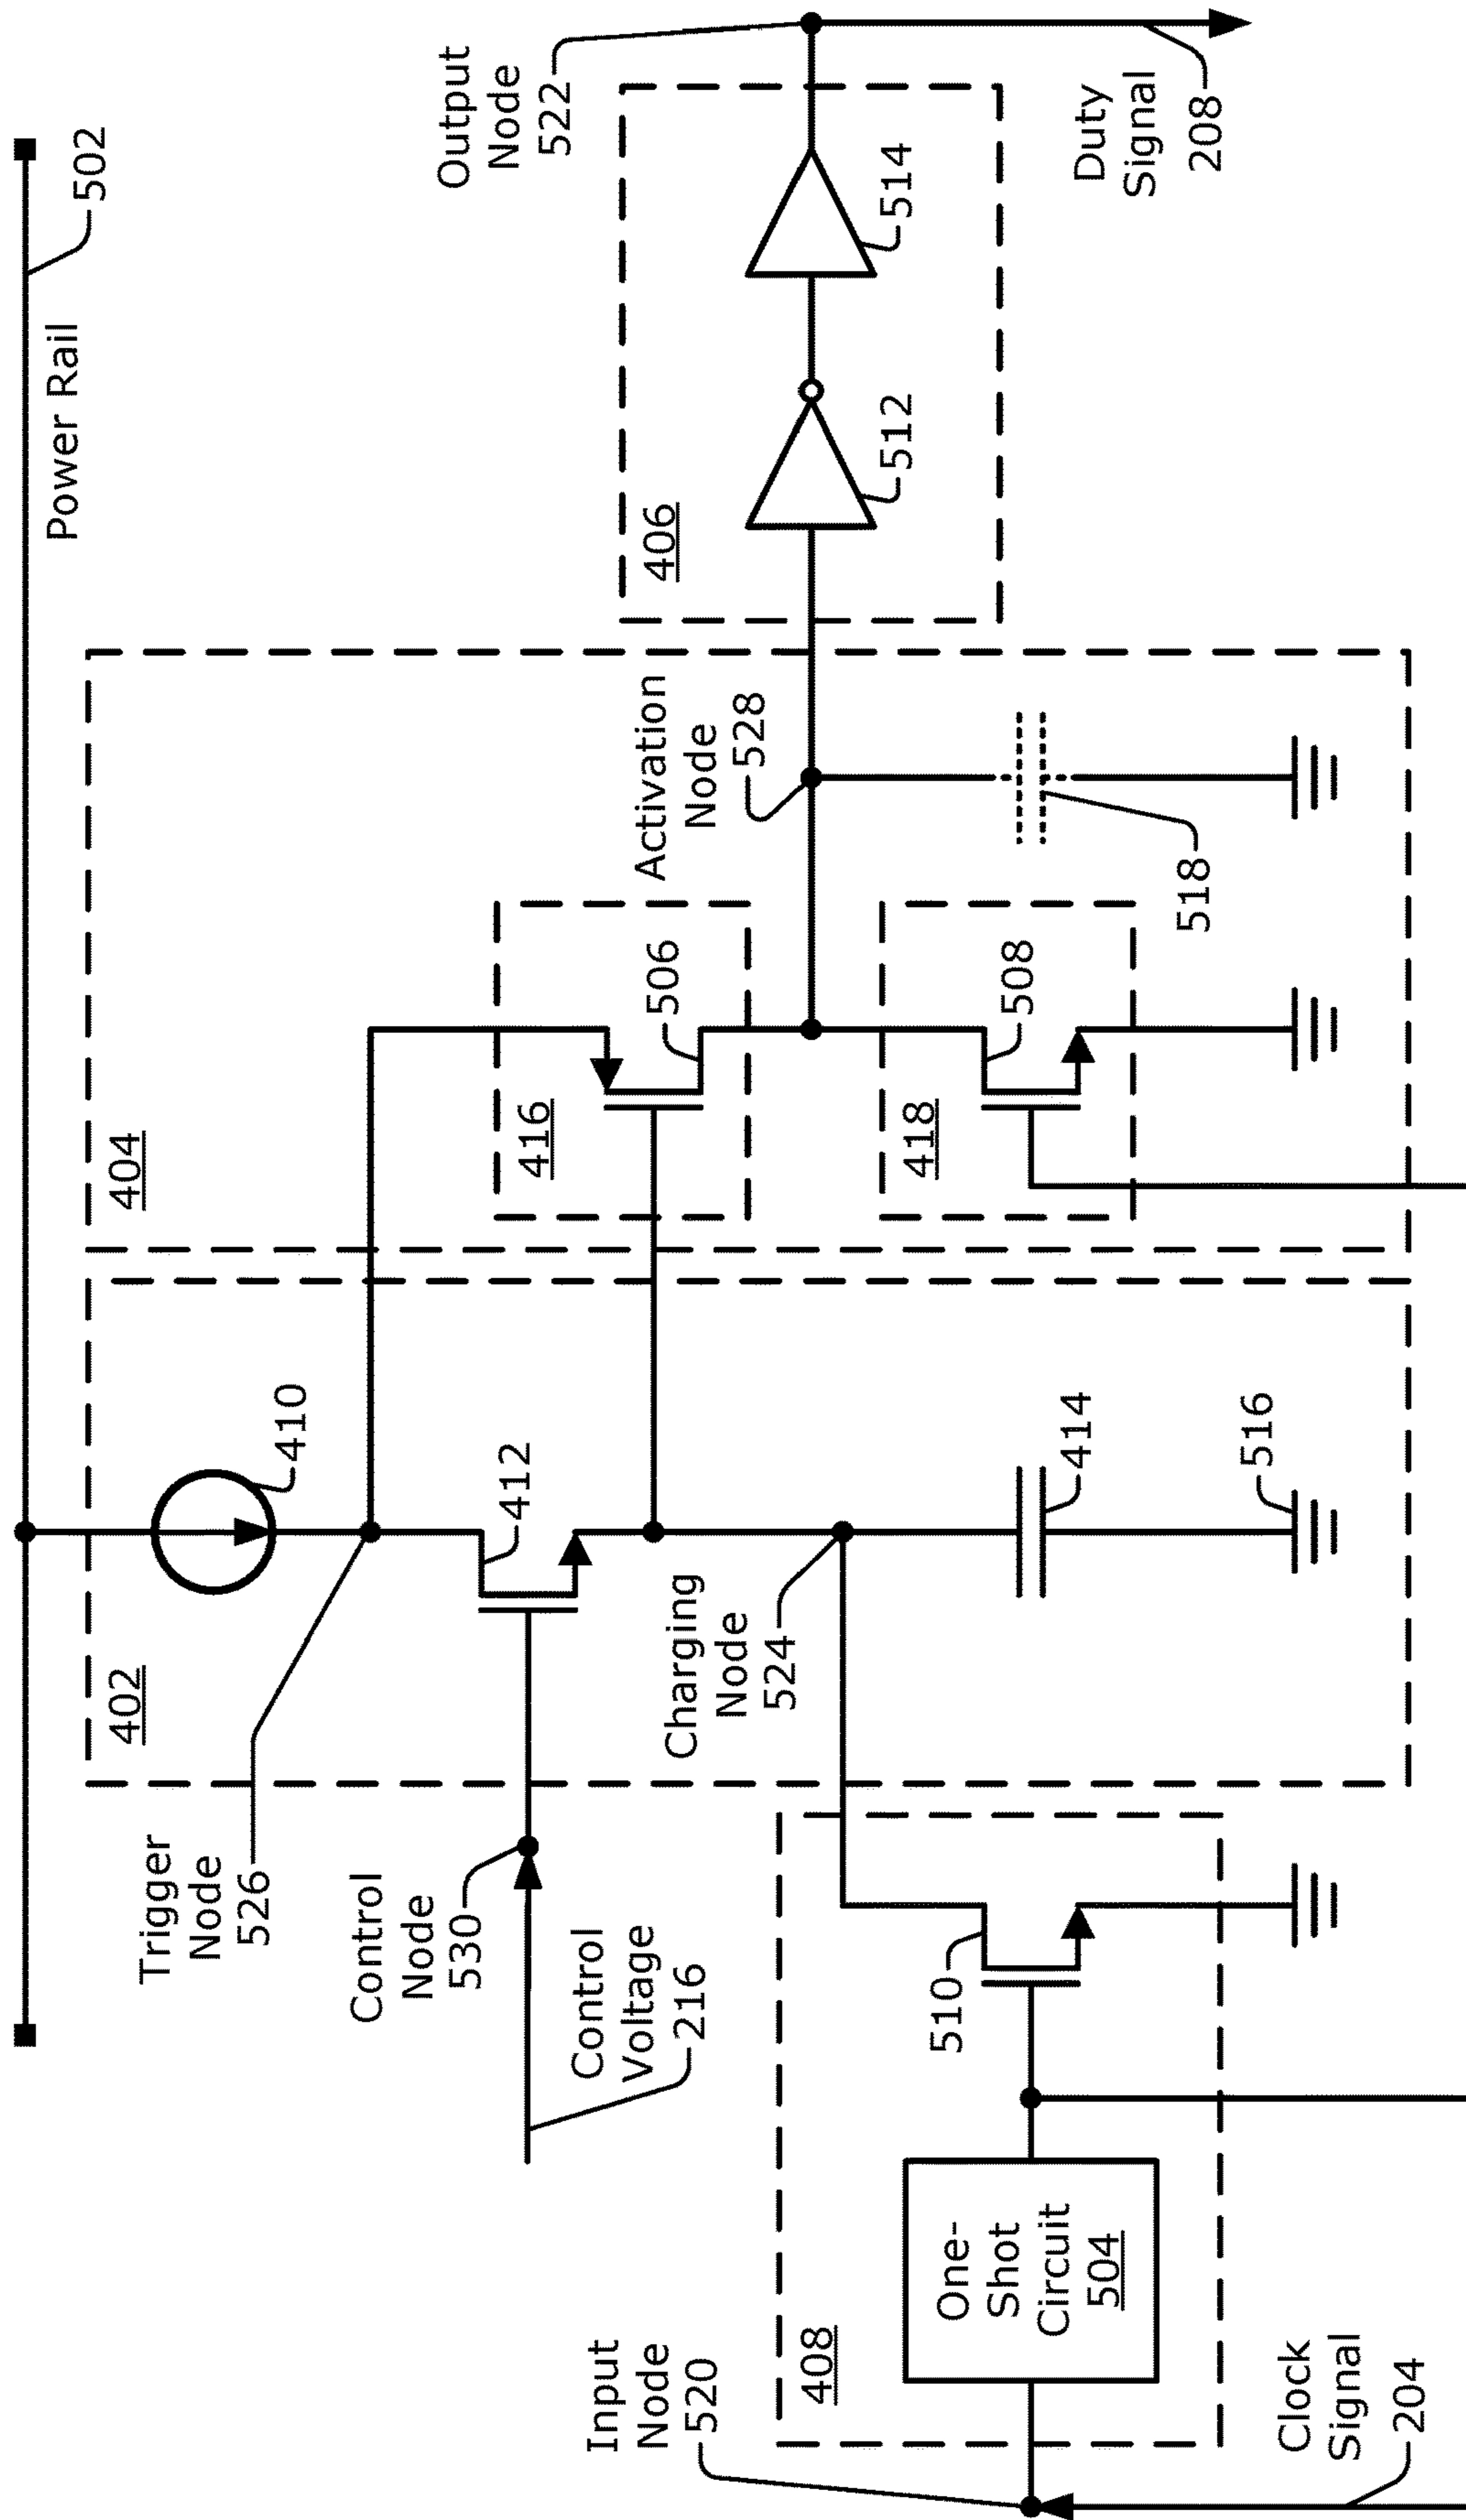 Power Rail
502
402
404
410
Trigger
Node
526
412
Control
Node
530
Control
Voltage
216
Charging
Node
524
414
516
416
506
418
508
Activation
Node
528
518
406
512
514
Output
Node
522
Duty
Signal
208
Input
Node
520
408
One-
Shot
Circuit
504
510
Clock
Signal
204